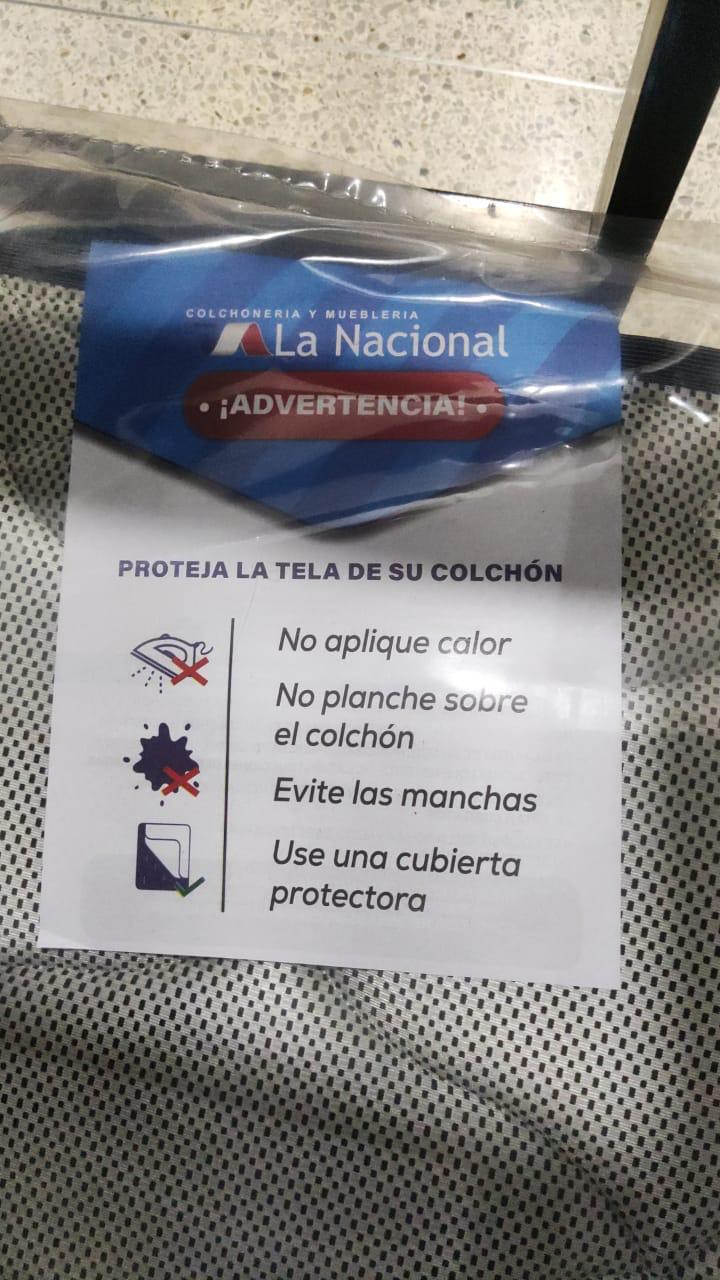 COLCHONERIA Y MUEBLERIA
La Nacional
• ¡ADVERTENCIA! •
PROTEJA LA TELA DE SU COLCHÓN
No aplique calor
No planche sobre
el colchón
Evite las manchas
Use una cubierta
protectora